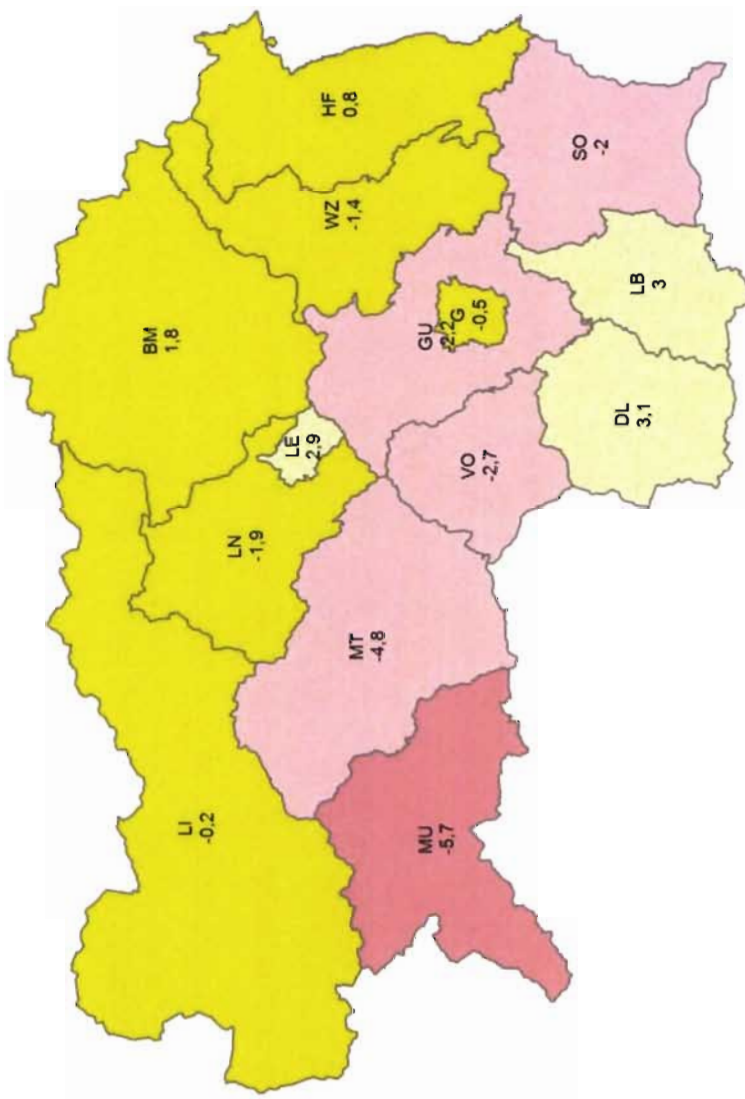 LI
-0,2
BM
1,8
LN
-1,9
LE
2,9
MT
-4,8
WZ
-1,4
HF
0,8
MU
-5,7
GU
-2,2
G
-0,5
VO
-2,7
SO
-2
DL
3,1
LB
3